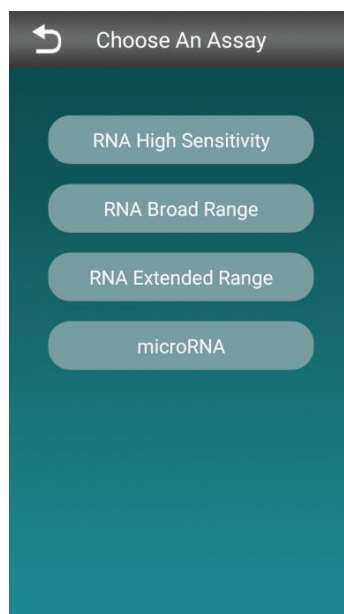 Choose An Assay
RNA High Sensitivity
RNA Broad Range
RNA Extended Range
microRNA